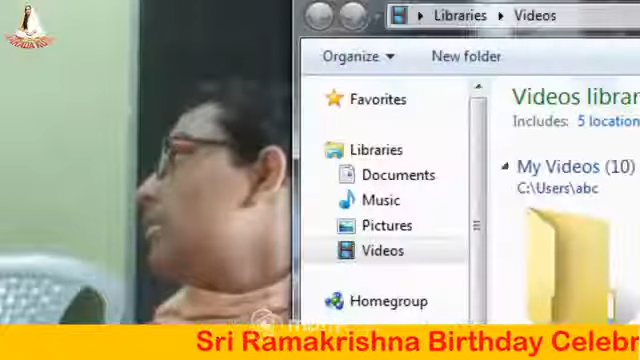 Libraries ▸ Videos
Organize ▾ New folder
Favorites
Libraries
Documents
Music
Pictures
Videos
Homegroup
Videos librar
Includes: 5 location
My Videos (10)
C:\Users\abc
Sri Ramakrishna Birthday Celebr